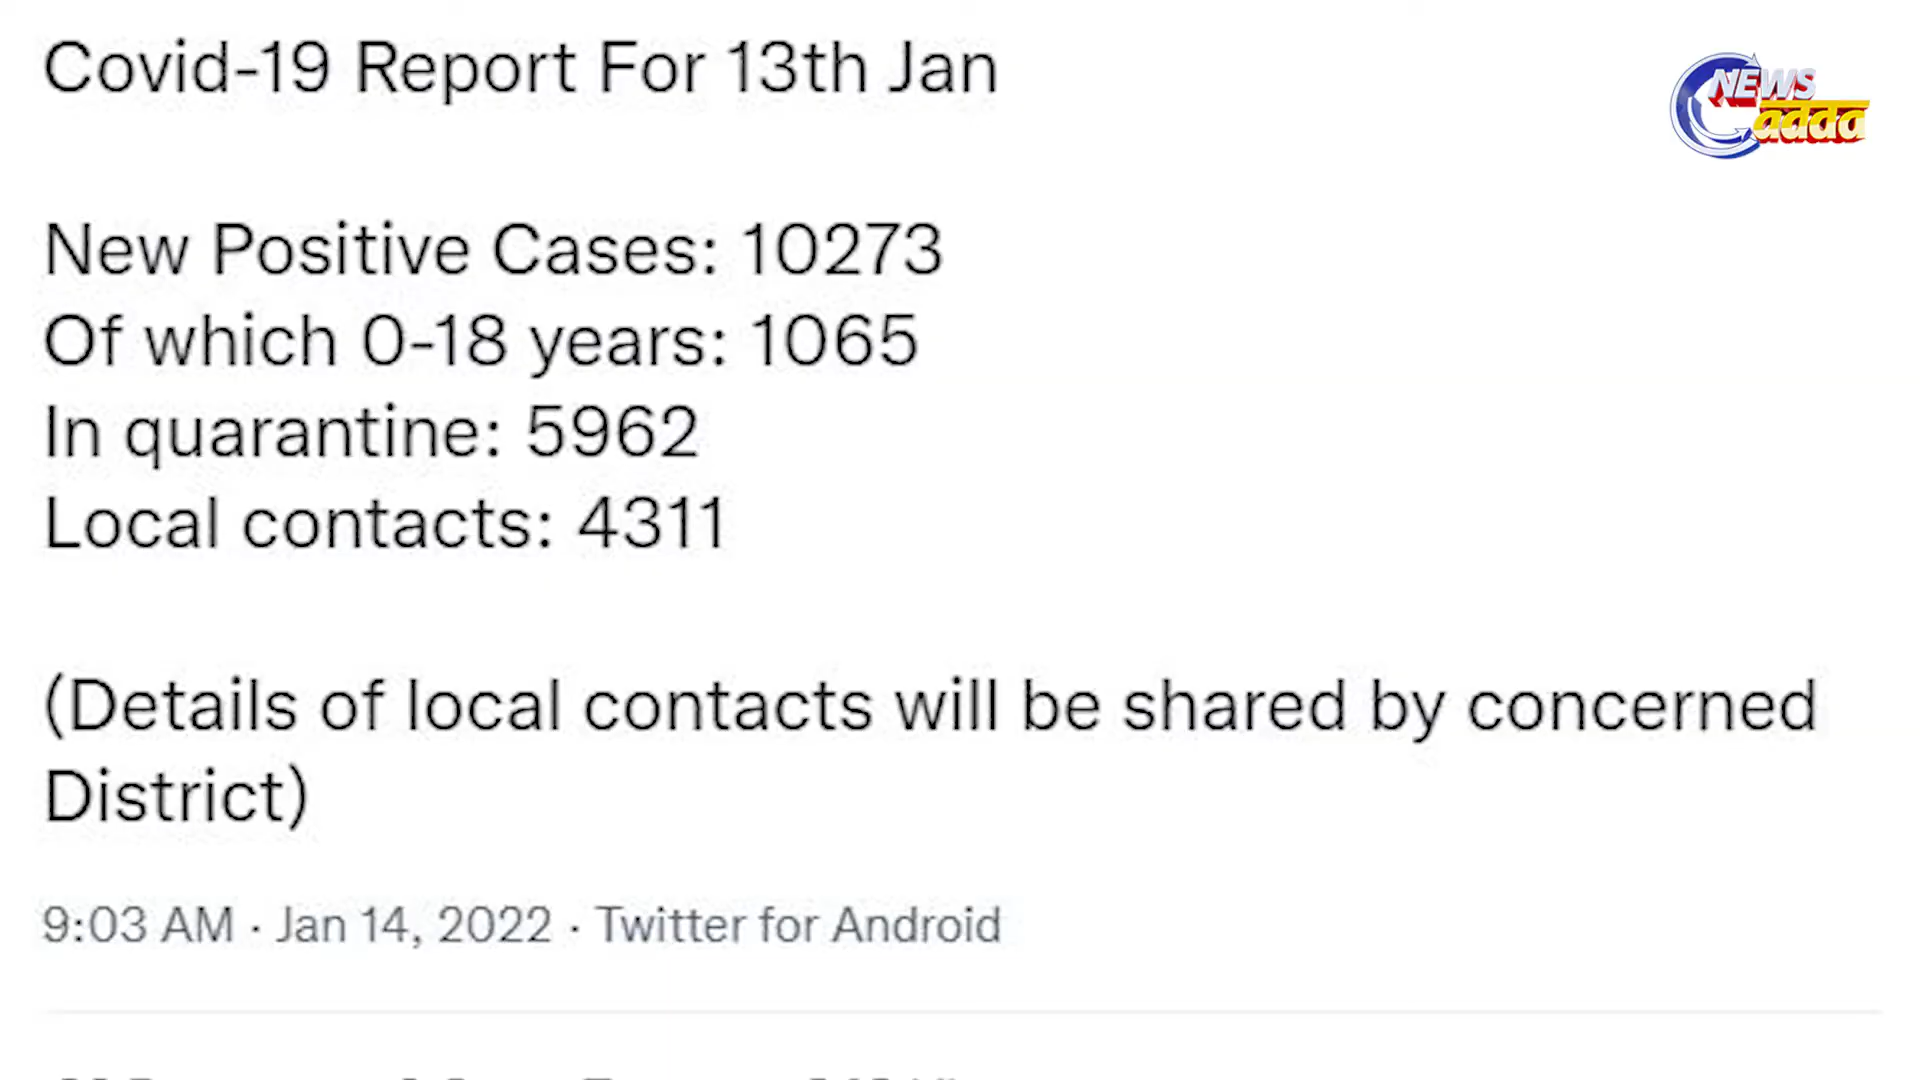 Covid-19 Report For 13th Jan
NEWS
adda
New Positive Cases: 10273
Of which 0-18 years: 1065
In quarantine: 5962
Local contacts: 4311
(Details of local contacts will be shared by concerned
District)
9:03 AM · Jan 14, 2022 · Twitter for Android